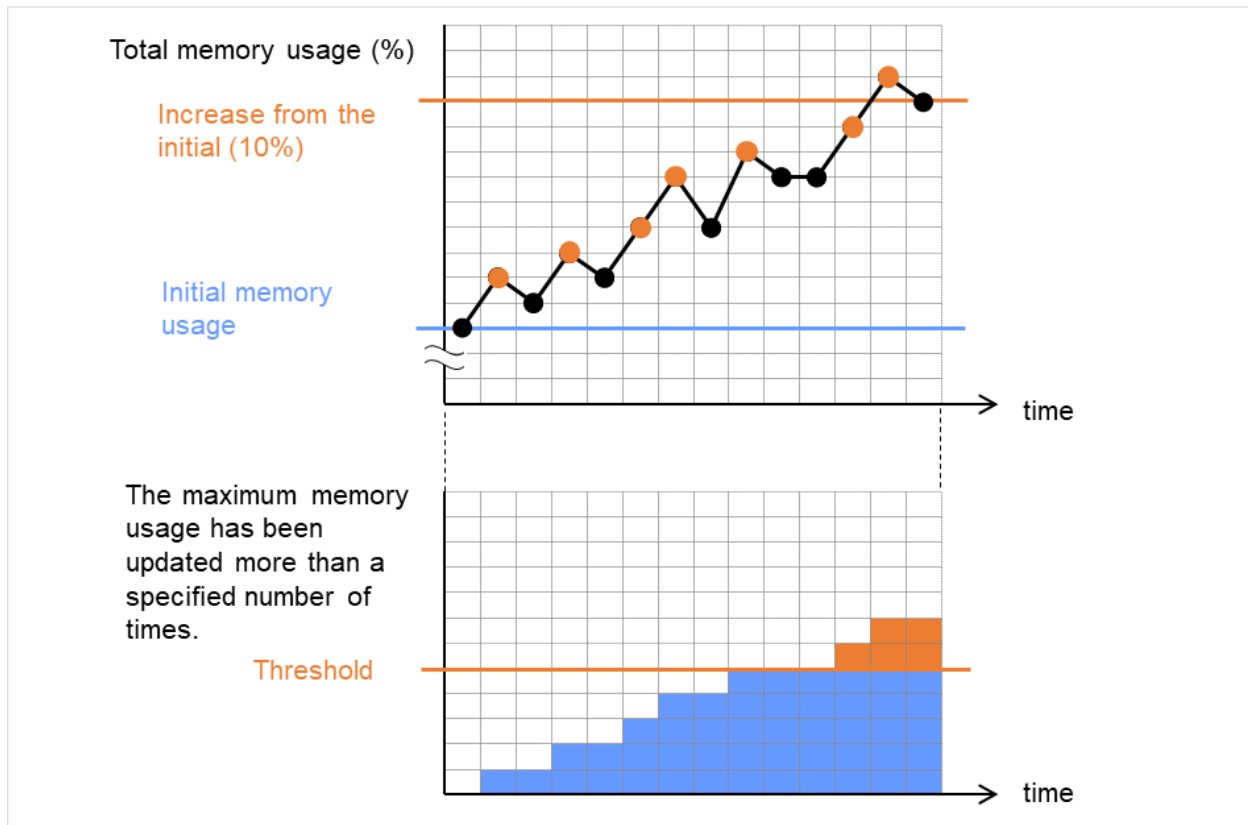 Total memory usage (%)
Increase from the
initial (10%)
Initial memory
usage
time
The maximum memory
usage has been
updated more than a
specified number of
times.
Threshold
time